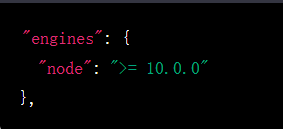 "engines": {
"node": ">= 10.0.0"
},